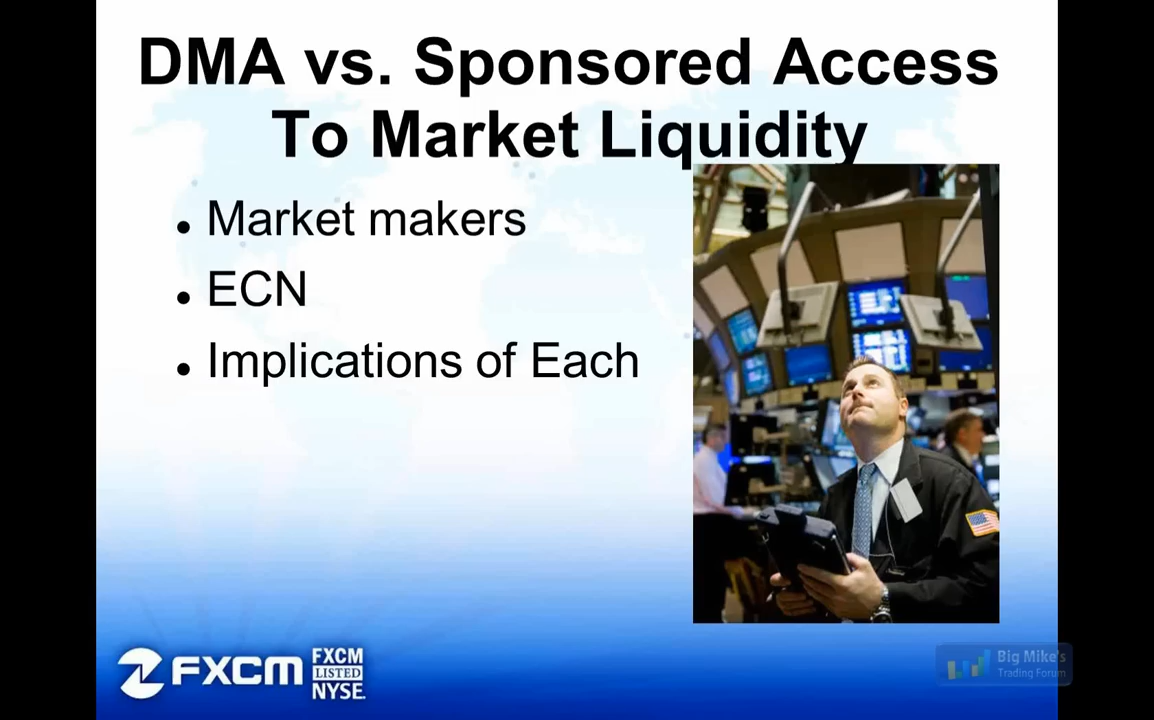 DMA vs. Sponsored Access
To Market Liquidity
Market makers
ECN
Implications of Each
FXCM
FXCM
LISTED
NYSE.
Big Mike's
Trading Forum